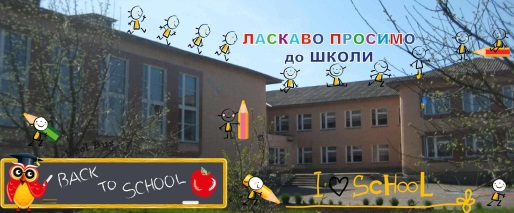 ЛАСКАВО ПРОСИМО
до ШКОЛИ
BACK TO SCHOOL
I ♥ SCHOOL